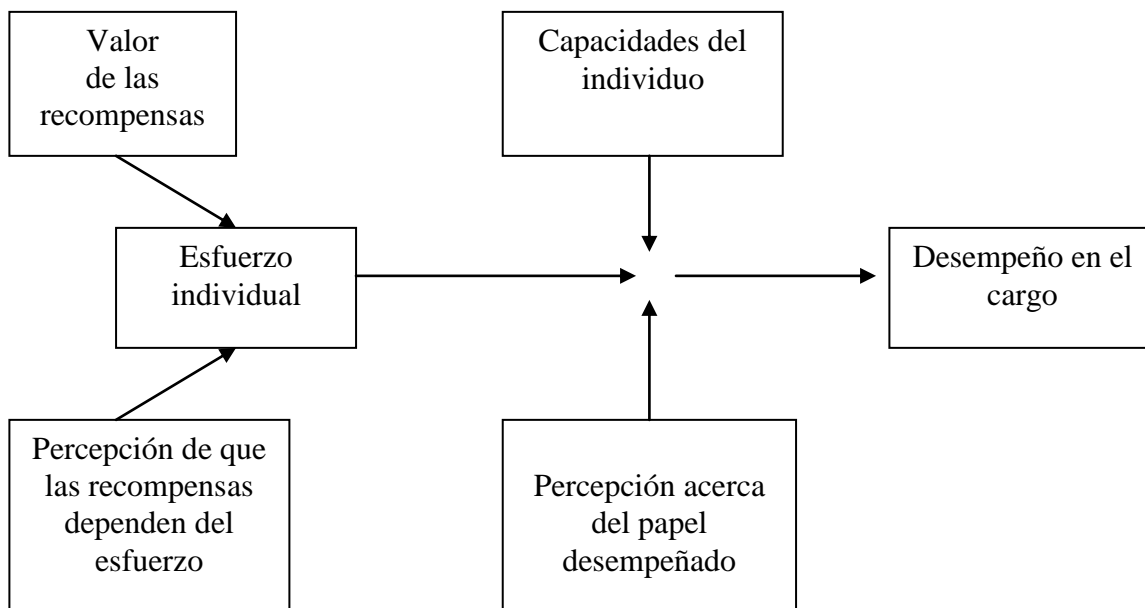 Valor
de las
recompensas
Capacidades del
individuo
Esfuerzo
individual
Desempeño en el
cargo
Percepción de que
las recompensas
dependen del
esfuerzo
Percepción acerca
del papel
desempeñado